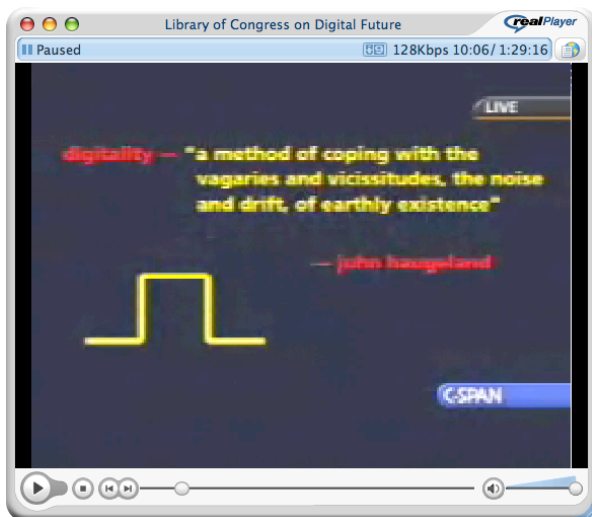 Library of Congress on Digital Future
realPlayer
Paused
128Kbps 10:06/ 1:29:16
LIVE
digitality — "a method of coping with the
vagaries and vicissitudes, the noise
and drift, of earthly existence"
— john haugeland
C-SPAN